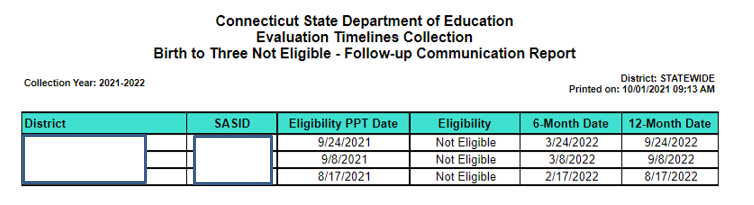 Connecticut State Department of Education
Evaluation Timelines Collection
Birth to Three Not Eligible - Follow-up Communication Report
Collection Year: 2021-2022
District: STATEWIDE
Printed on: 10/01/2021 09:13 AM
District SASID Eligibility PPT Date Eligibility 6-Month Date 12-Month Date
9/24/2021 Not Eligible 3/24/2022 9/24/2022
9/8/2021 Not Eligible 3/8/2022 9/8/2022
8/17/2021 Not Eligible 2/17/2022 8/17/2022